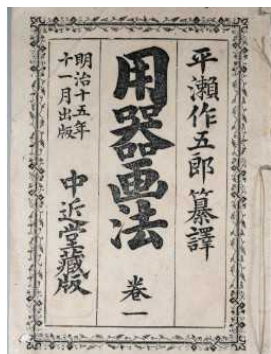 平瀬作五郎纂譯
用器画法
卷一
明治十五年
十一月出版
中近堂藏版